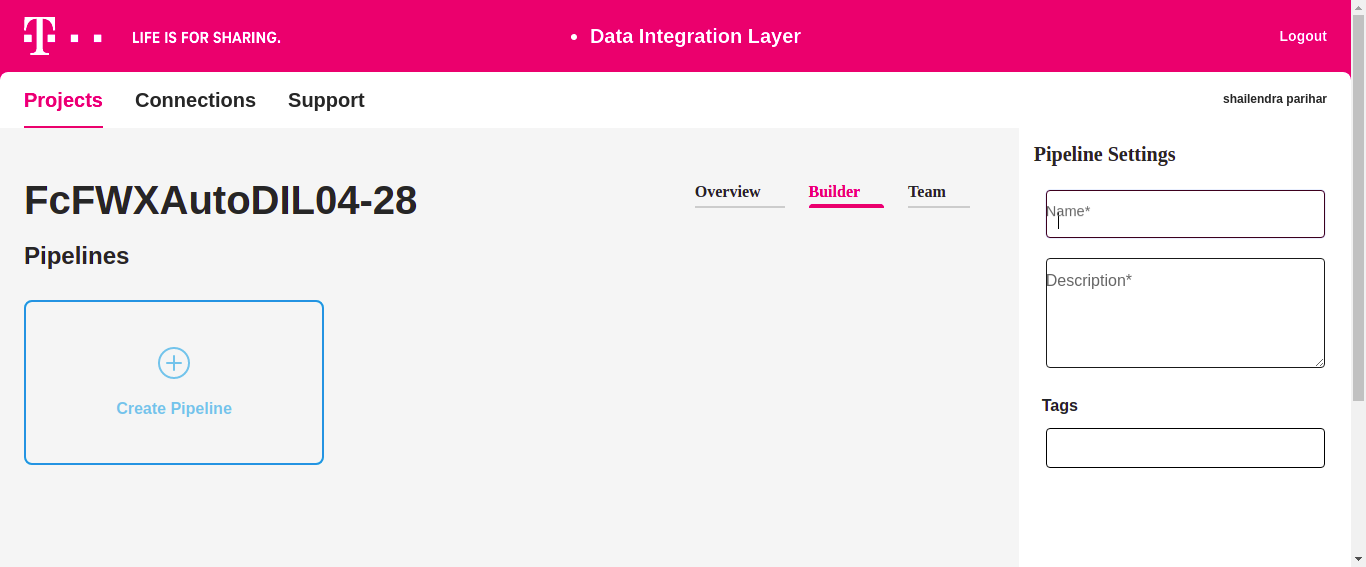 T
LIFE IS FOR SHARING.
Data Integration Layer
Logout
Projects
Connections
Support
shailendra parihar
FcFWXAutoDIL04-28
Overview
Builder
Team
Pipelines
Create Pipeline
Pipeline Settings
Name*
Description*
Tags